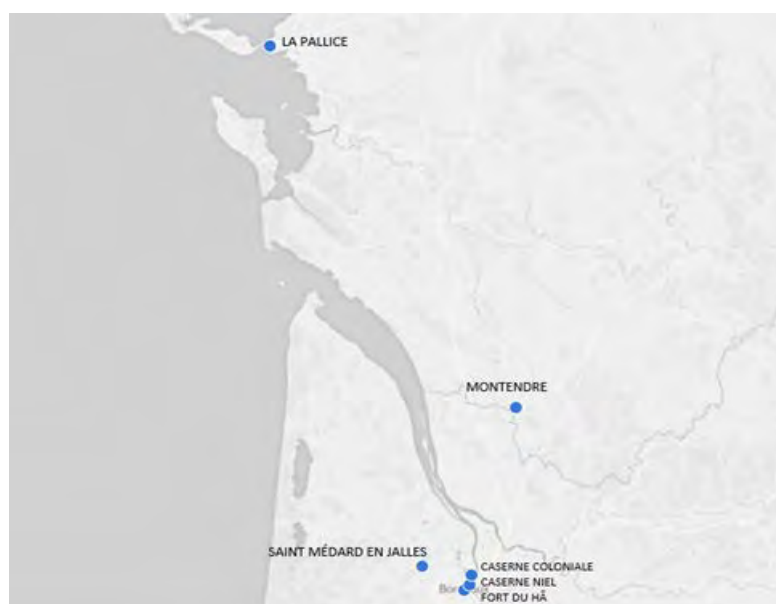 LA PALLICE
MONTENDRE
SAINT MÉDARD EN JALLES
CASERNE COLONIALE
CASERNE NIEL
FORT DU HÂ